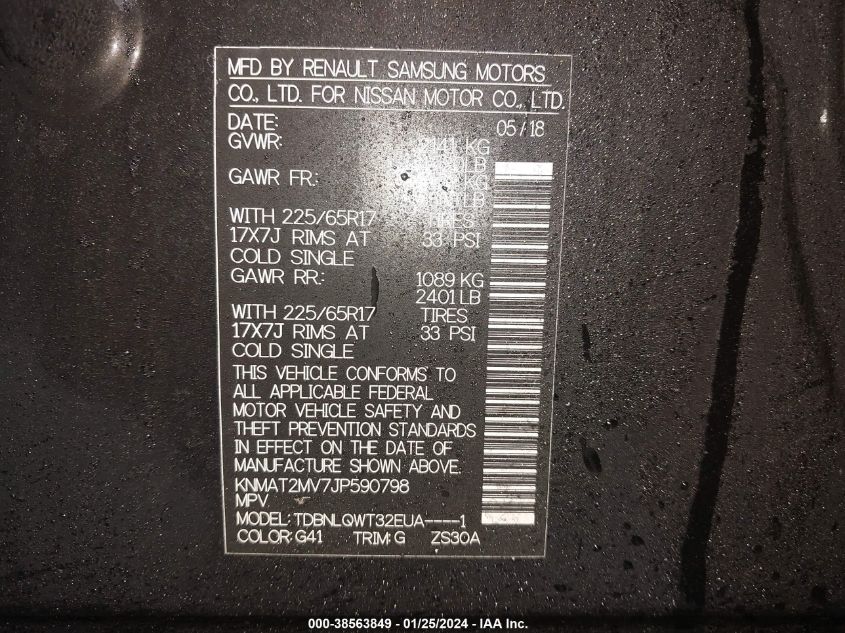 MFD BY RENAULT SAMSUNG MOTORS
CO., LTD. FOR NISSAN MOTOR CO., LTD.
DATE: 05/18
GVWR: KG
LB
GAWR FR.: KG
LB
WITH 225/65R17 TIRES
17X7J RIMS AT 33 PSI
COLD SINGLE
GAWR RR.: 1089 KG
2401 LB
WITH 225/65R17 TIRES
17X7J RIMS AT 33 PSI
COLD SINGLE
THIS VEHICLE CONFORMS TO
ALL APPLICABLE FEDERAL
MOTOR VEHICLE SAFETY AND
THEFT PREVENTION STANDARDS
IN EFFECT ON THE DATE OF
MANUFACTURE SHOWN ABOVE.
KNMAT2MV7JP590798
MPV
MODEL: TDBNLQWT32EUA----1
COLOR: G41 TRIM: G ZS30A
000-38563849 — 01/25/2024 — IAA Inc.